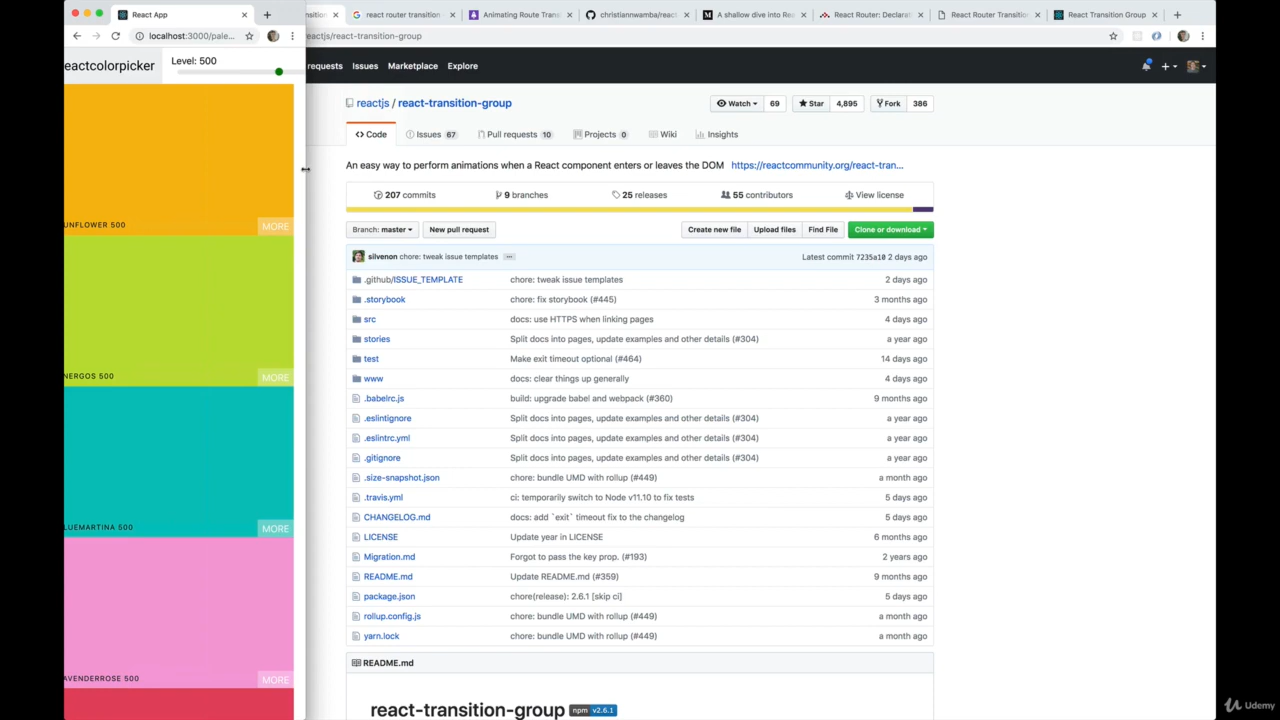 React App
localhost:3000/pale...
eactcolorpicker
Level: 500
UNFLOWER 500
MORE
NERGOS 500
MORE
LUEMARTINA 500
MORE
AVENDERROSE 500
MORE
nsition
react router transition
Animating Route Trans
christiannwamba/react
A shallow dive into Rea
React Router: Declarat
React Router Transition
React Transition Group
eactjs/react-transition-group
requests
Issues
Marketplace
Explore
reactjs / react-transition-group
Watch
69
Star
4,895
Fork
386
Code
Issues 67
Pull requests 10
Projects 0
Wiki
Insights
An easy way to perform animations when a React component enters or leaves the DOM https://reactcommunity.org/react-tran...
207 commits
9 branches
25 releases
55 contributors
View license
Branch: master
New pull request
Create new file
Upload files
Find File
Clone or download
silvenon chore: tweak issue templates
Latest commit 7235a10 2 days ago
.github/ISSUE_TEMPLATE chore: tweak issue templates 2 days ago
.storybook chore: fix storybook (#445) 3 months ago
src docs: use HTTPS when linking pages 4 days ago
stories Split docs into pages, update examples and other details (#304) a year ago
test Make exit timeout optional (#464) 14 days ago
www docs: clear things up generally 4 days ago
.babelrc.js build: upgrade babel and webpack (#360) 9 months ago
.eslintignore Split docs into pages, update examples and other details (#304) a year ago
.eslintrc.yml Split docs into pages, update examples and other details (#304) a year ago
.gitignore Split docs into pages, update examples and other details (#304) a year ago
.size-snapshot.json chore: bundle UMD with rollup (#449) a month ago
.travis.yml ci: temporarily switch to Node v11.10 to fix tests 5 days ago
CHANGELOG.md docs: add `exit` timeout fix to the changelog 5 days ago
LICENSE Update year in LICENSE 6 months ago
Migration.md Forgot to pass the key prop. (#193) 2 years ago
README.md Update README.md (#359) 9 months ago
package.json chore(release): 2.6.1 [skip ci] 5 days ago
rollup.config.js chore: bundle UMD with rollup (#449) a month ago
yarn.lock chore: bundle UMD with rollup (#449) a month ago
README.md
react-transition-group npm v2.6.1
Udemy